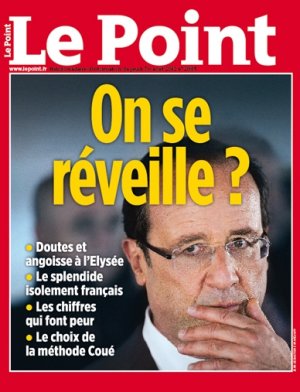 Le Point
Le Point
www.lepoint.fr
On se
réveille ?
• Doutes et
angoisse à l'Elysée
• Le splendide
isolement français
• Les chiffres
qui font peur
• Le choix de
la méthode Coué